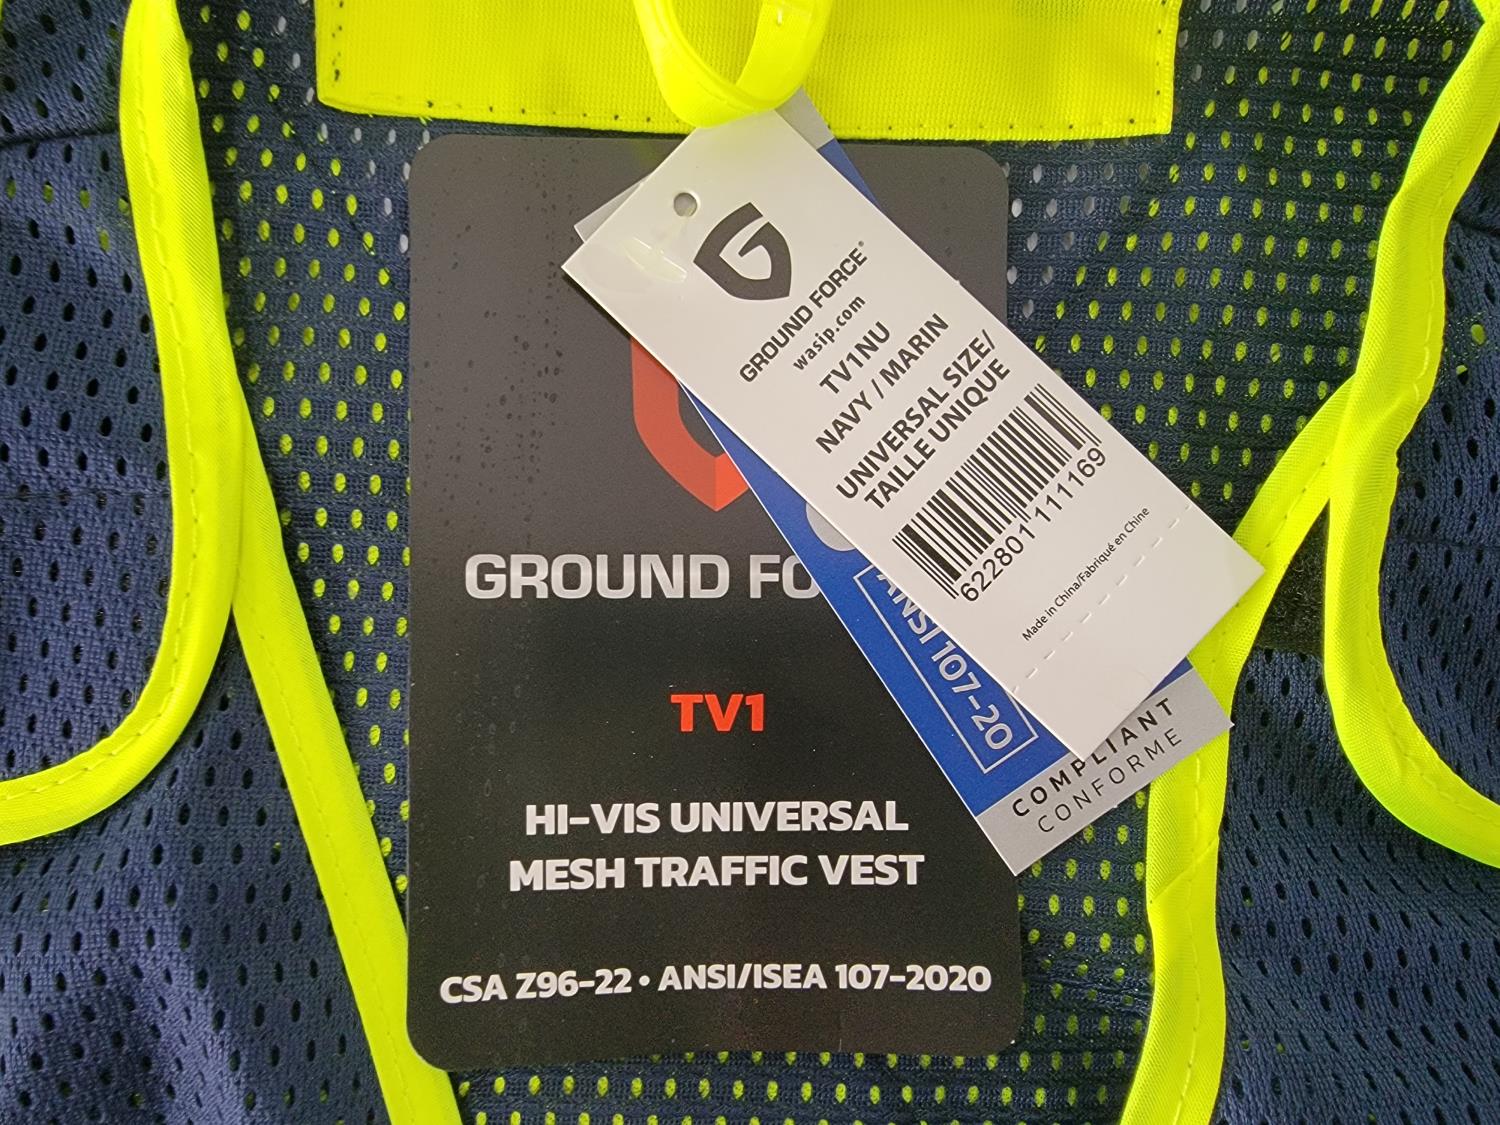 GROUND FORCE®
wasip.com
TV1NU
NAVY / MARIN
UNIVERSAL SIZE/
TAILLE UNIQUE
622801 111169
Made in China/Fabriqué en Chine
ANSI 107-20
COMPLIANT
CONFORME
GROUND FO
TV1
HI-VIS UNIVERSAL
MESH TRAFFIC VEST
CSA Z96-22 • ANSI/ISEA 107-2020